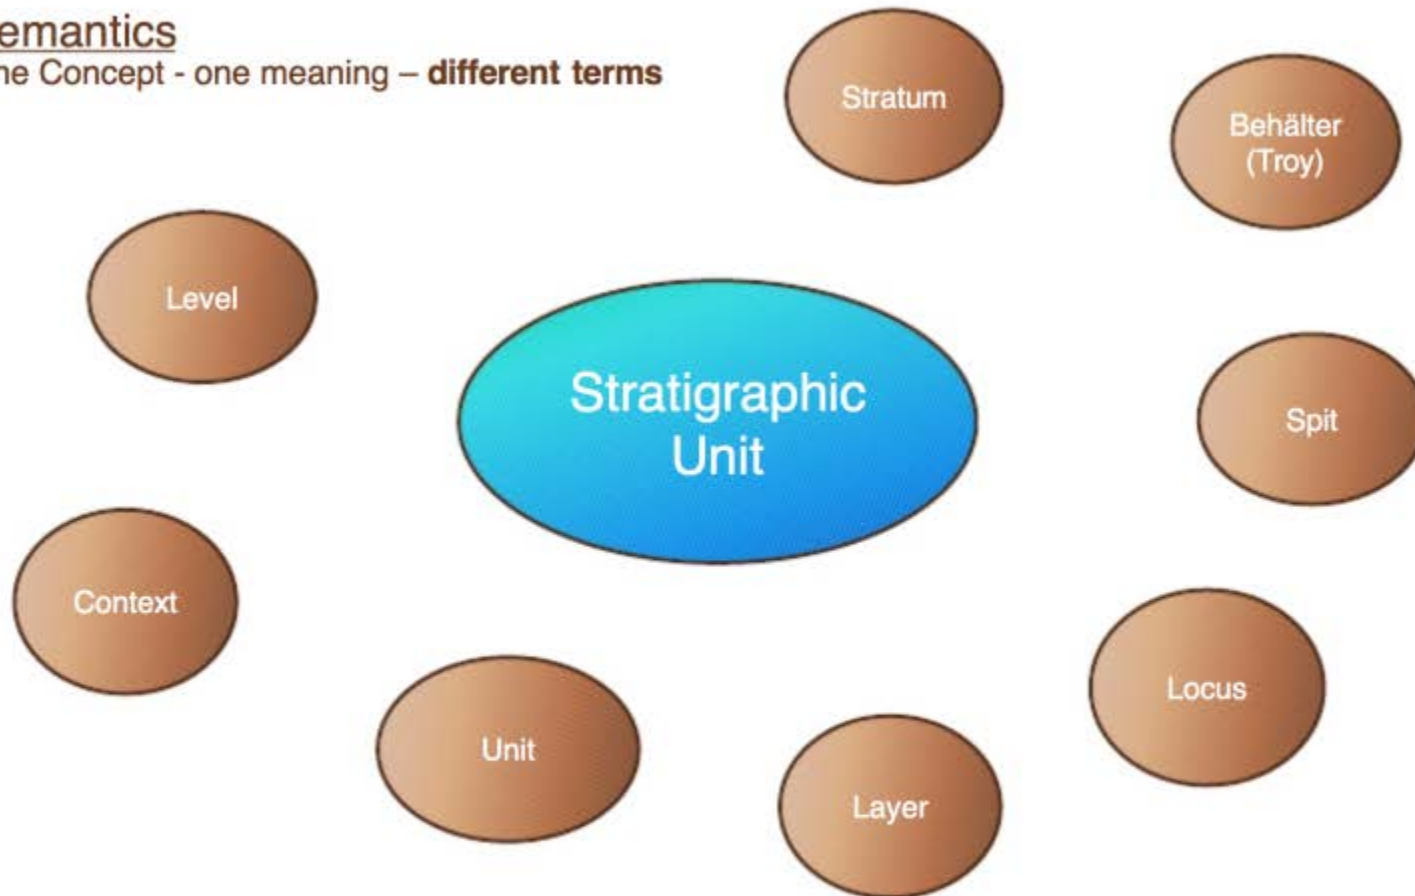 emantics
ne Concept - one meaning – different terms
Stratum
Behälter
(Troy)
Level
Stratigraphic
Unit
Spit
Context
Locus
Unit
Layer